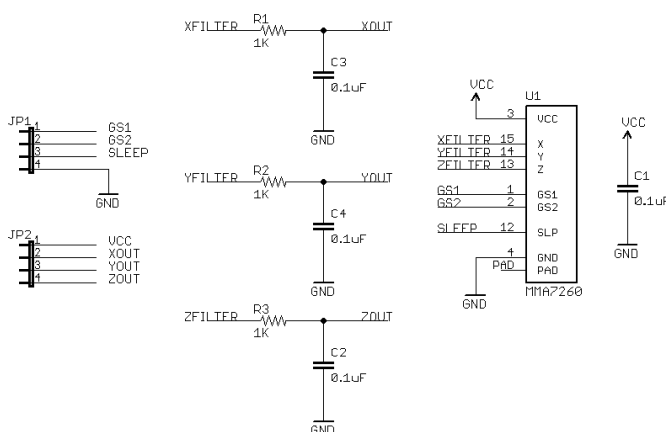 XFILTER R1 XOUT
1K
C3
0.1uF
GND
JP1
1 GS1
2 GS2
3 SLEEP
4
GND
JP2
1 VCC
2 XOUT
3 YOUT
4 ZOUT
YFILTER R2 YOUT
1K
C4
0.1uF
GND
ZFILTER R3 ZOUT
1K
C2
0.1uF
GND
VCC
U1
3 VCC
XFILTER 15 X
YFILTER 14 Y
ZFILTER 13 Z
GS1 1 GS1
GS2 2 GS2
SLEEP 12 SLP
4 GND
PAD PAD
GND
MMA7260
VCC
C1
0.1uF
GND